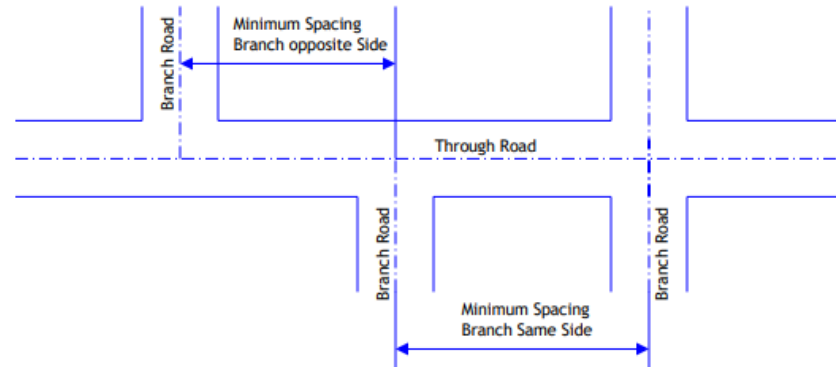 Branch Road
Minimum Spacing
Branch opposite Side
Through Road
Branch Road
Branch Road
Minimum Spacing
Branch Same Side